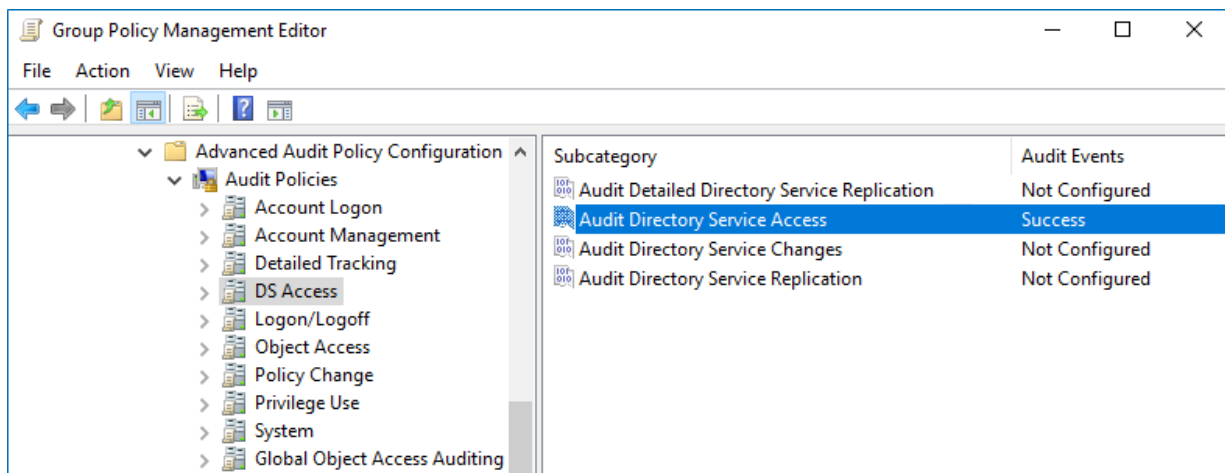 Group Policy Management Editor
File Action View Help
Advanced Audit Policy Configuration
Audit Policies
Account Logon
Account Management
Detailed Tracking
DS Access
Logon/Logoff
Object Access
Policy Change
Privilege Use
System
Global Object Access Auditing
Subcategory Audit Events
Audit Detailed Directory Service Replication Not Configured
Audit Directory Service Access Success
Audit Directory Service Changes Not Configured
Audit Directory Service Replication Not Configured